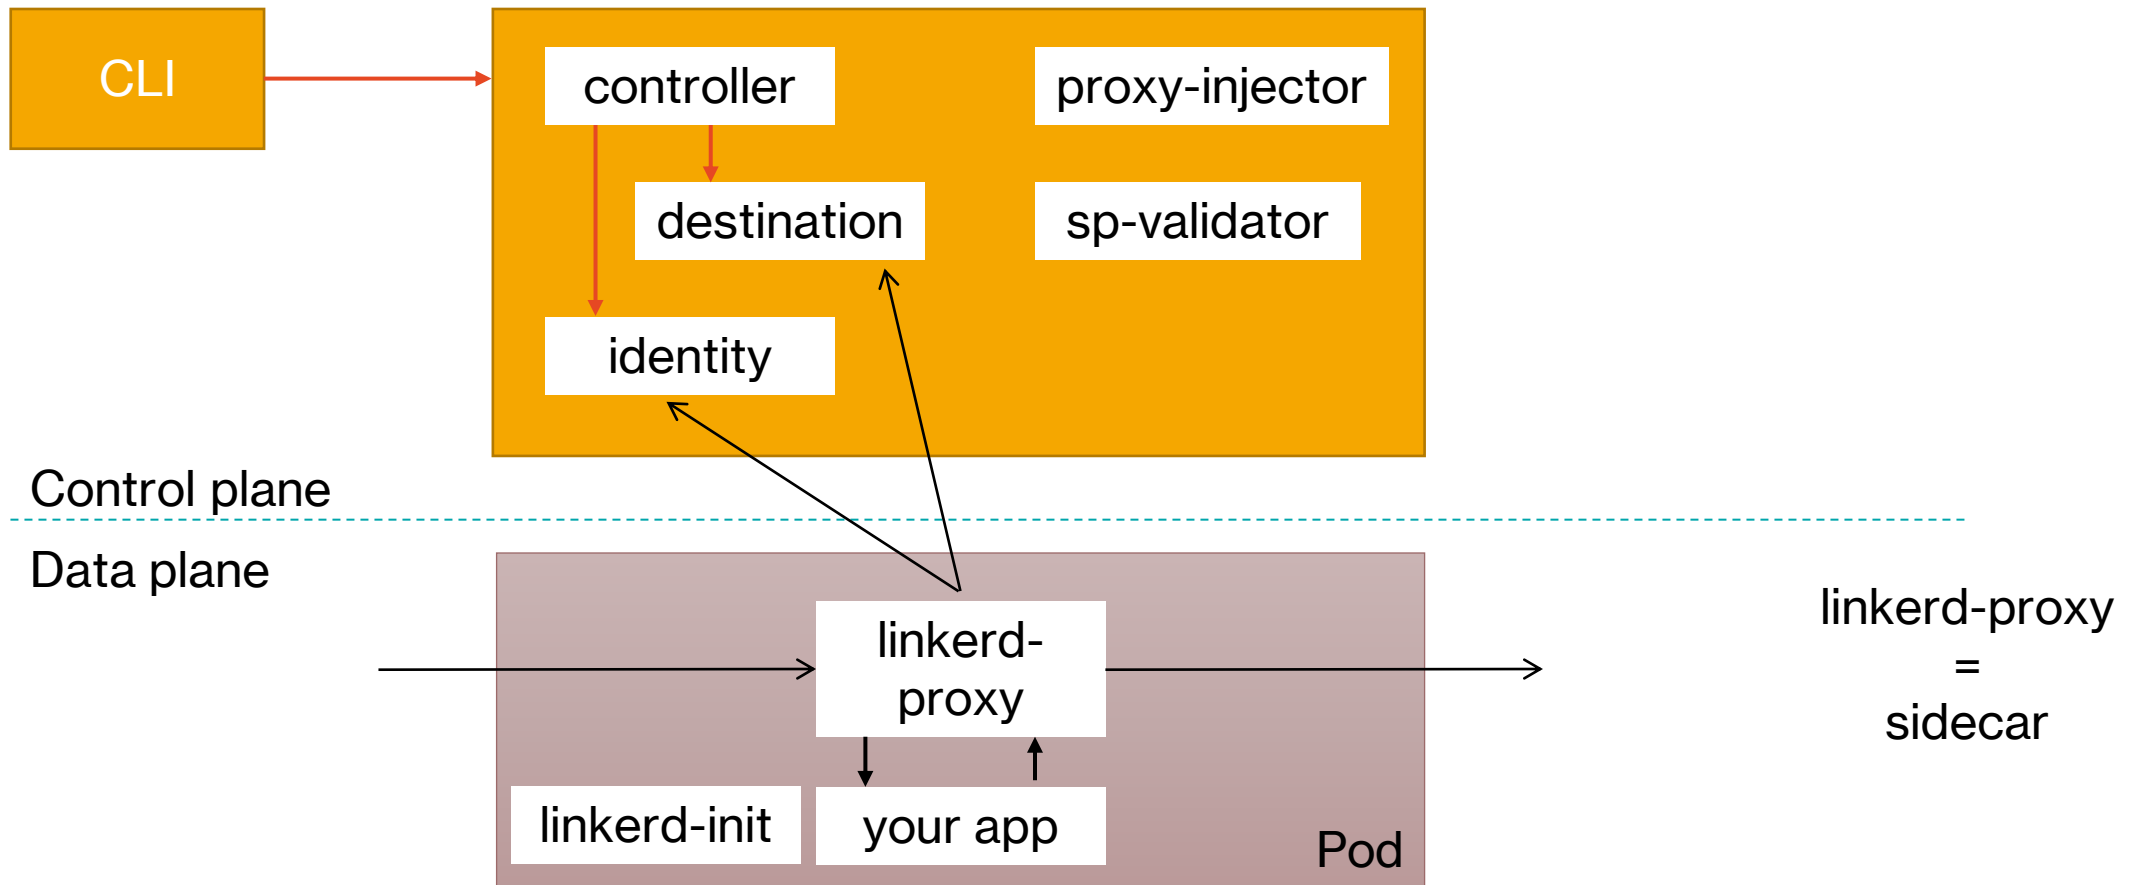 CLI
controller
proxy-injector
destination
sp-validator
identity
Control plane
Data plane
linkerd-
proxy
linkerd-init
your app
Pod
linkerd-proxy
=
sidecar